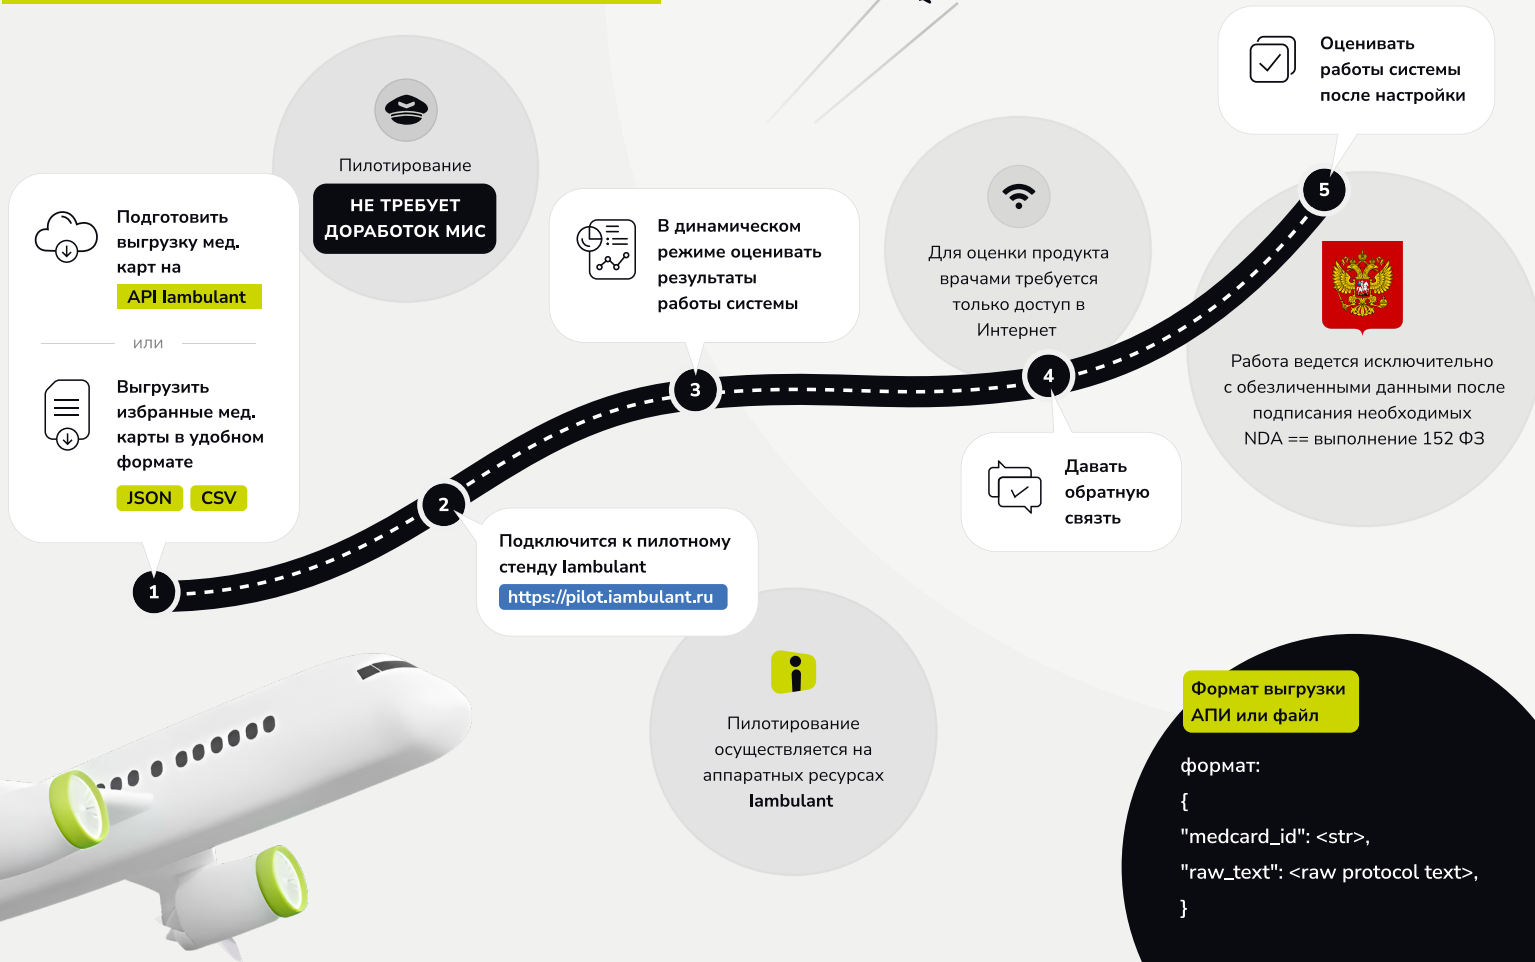 Пилотирование
НЕ ТРЕБУЕТ
ДОРАБОТОК МИС
Подготовить
выгрузку мед.
карт на
API Iambulant
или
Выгрузить
избранные мед.
карты в удобном
формате
JSON CSV
1
2
Подключится к пилотному
стенду Iambulant
https://pilot.iambulant.ru
В динамическом
режиме оценивать
результаты
работы системы
3
Для оценки продукта
врачами требуется
только доступ в
Интернет
4
Давать
обратную
связть
Оценивать
работы системы
после настройки
5
Работа ведется исключительно
с обезличенными данными после
подписания необходимых
NDA == выполнение 152 ФЗ
Пилотирование
осуществляется на
аппаратных ресурсах
Iambulant
Формат выгрузки
АПИ или файл
формат:
{
"medcard_id": <str>,
"raw_text": <raw protocol text>,
}